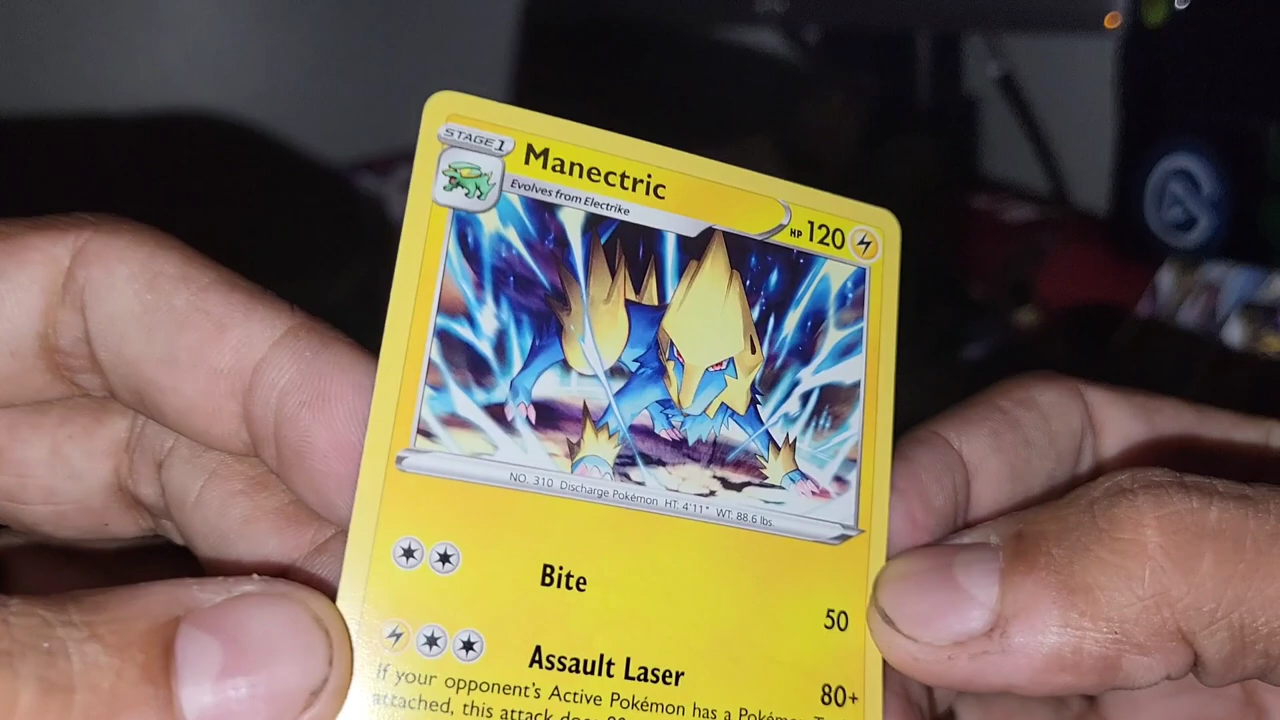 STAGE 1
Manectric
HP 120
Evolves from Electrike
NO. 310 Discharge Pokémon HT: 4'11" WT: 88.6 lbs.
Bite 50
Assault Laser 80+
If your opponent's Active Pokémon has a Pokémon
attached, this attack does